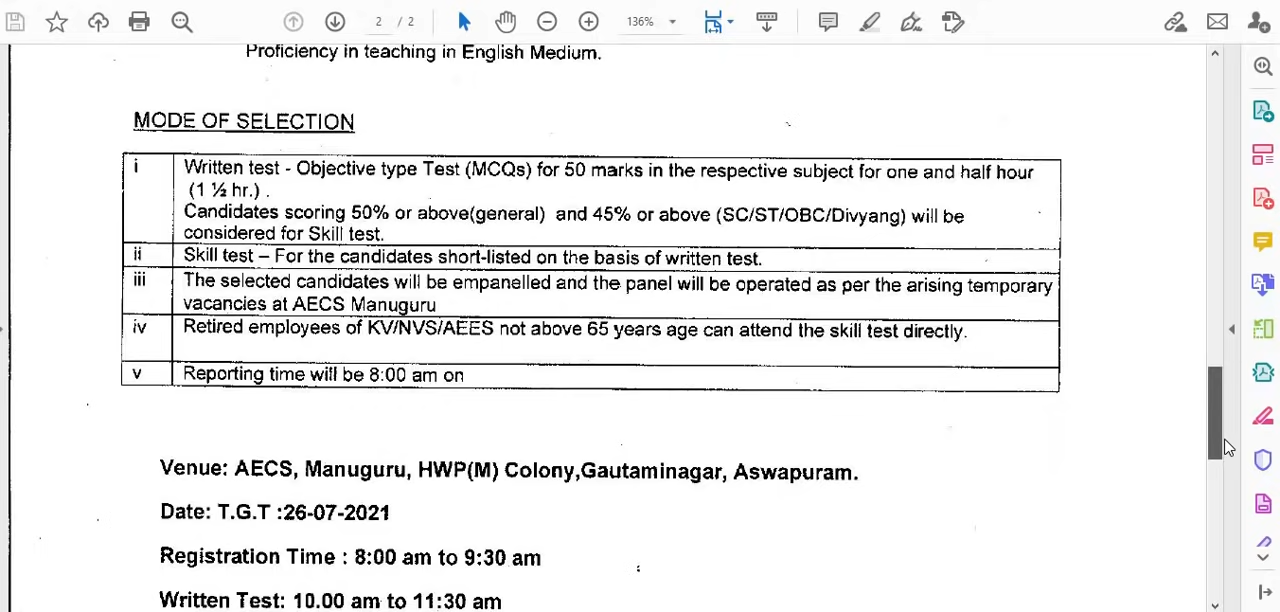 2 / 2
136%
Proficiency in teaching in English Medium.
MODE OF SELECTION
i Written test - Objective type Test (MCQs) for 50 marks in the respective subject for one and half hour
(1 ½ hr.) .
Candidates scoring 50% or above(general) and 45% or above (SC/ST/OBC/Divyang) will be
considered for Skill test.
ii Skill test – For the candidates short-listed on the basis of written test.
iii The selected candidates will be empanelled and the panel will be operated as per the arising temporary
vacancies at AECS Manuguru
iv Retired employees of KV/NVS/AEES not above 65 years age can attend the skill test directly.
v Reporting time will be 8:00 am on
Venue: AECS, Manuguru, HWP(M) Colony,Gautaminagar, Aswapuram.
Date: T.G.T :26-07-2021
Registration Time : 8:00 am to 9:30 am
Written Test: 10.00 am to 11:30 am